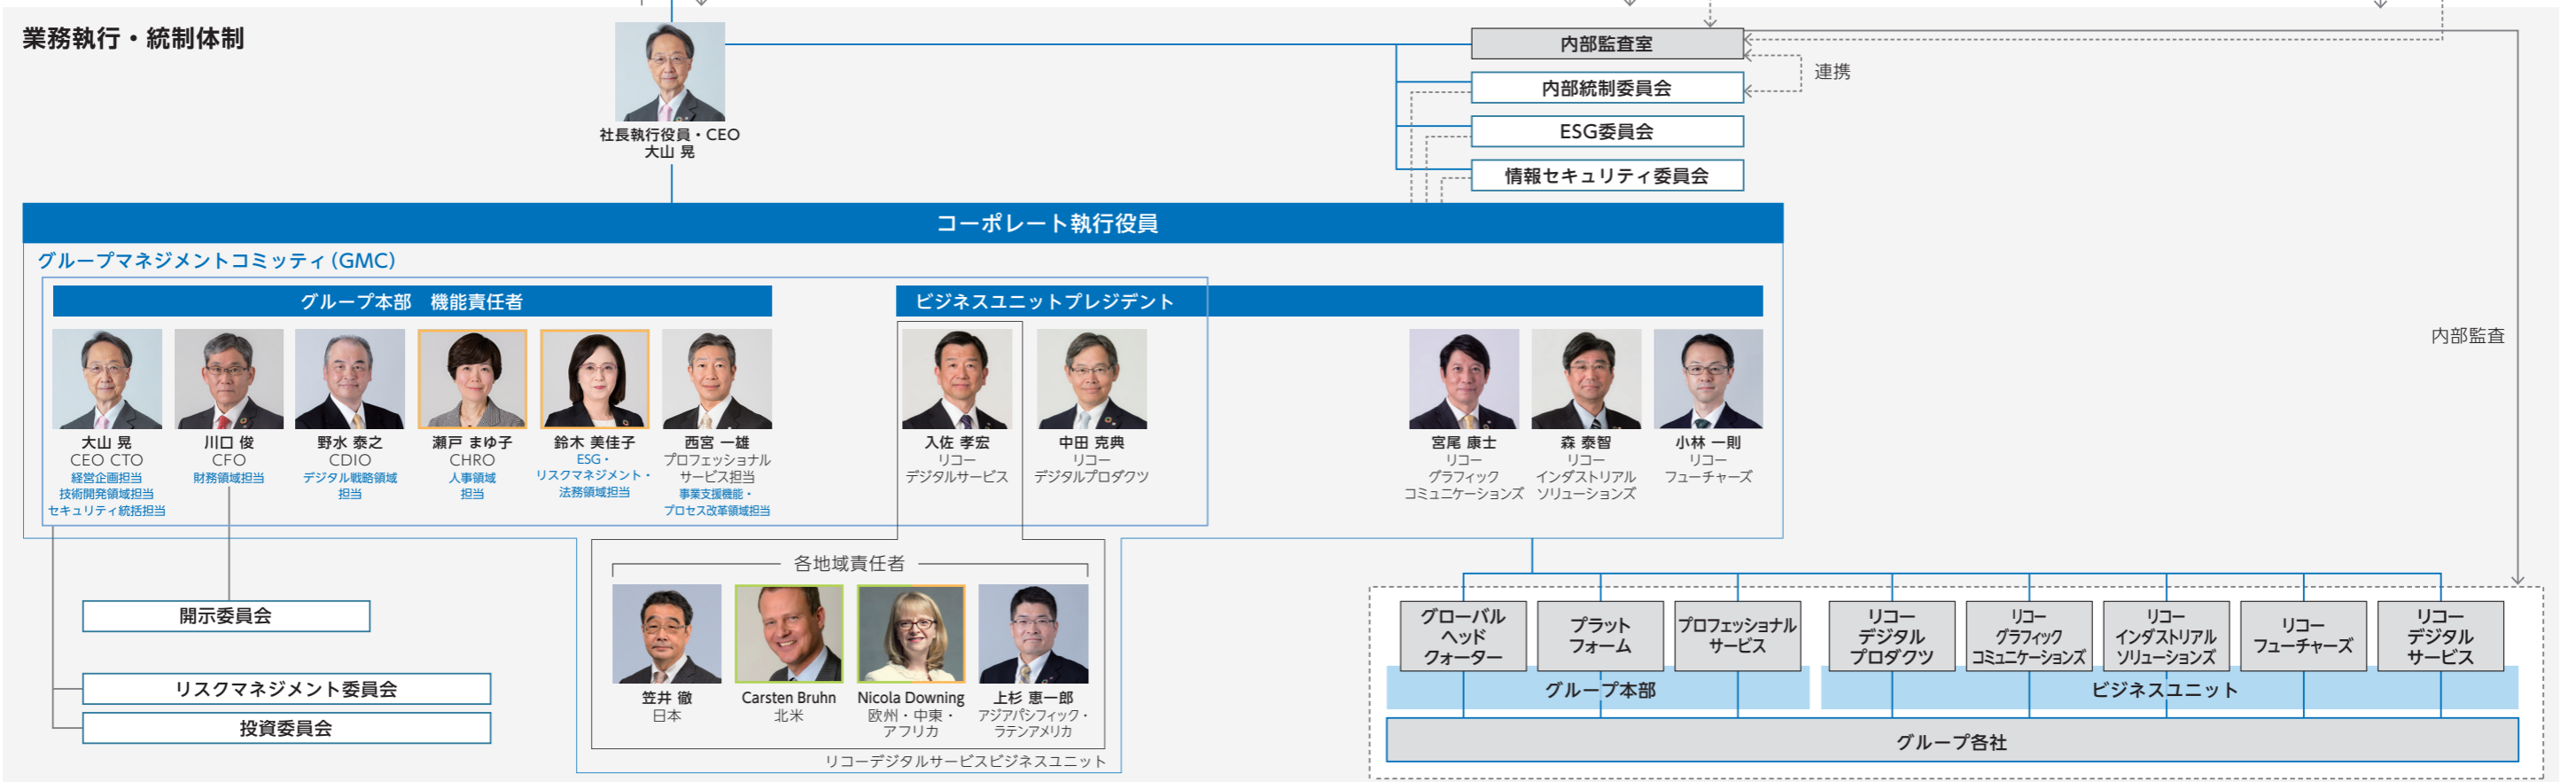 業務執行・統制体制
社長執行役員・CEO
大山 晃
内部監査室
内部統制委員会
ESG委員会
情報セキュリティ委員会
連携
内部監査
コーポレート執行役員
グループマネジメントコミッティ（GMC）
グループ本部　機能責任者
ビジネスユニットプレジデント
大山 晃
CEO CTO
経営企画担当
技術開発領域担当
セキュリティ統括担当
川口 俊
CFO
財務領域担当
野水 泰之
CDIO
デジタル戦略領域
担当
瀬戸 まゆ子
CHRO
人事領域
担当
鈴木 美佳子
ESG・
リスクマネジメント・
法務領域担当
西宮 一雄
プロフェッショナル
サービス担当
事業支援機能・
プロセス改革領域担当
入佐 孝宏
リコー
デジタルサービス
中田 克典
リコー
デジタルプロダクツ
宮尾 康士
リコー
グラフィック
コミュニケーションズ
森 泰智
リコー
インダストリアル
ソリューションズ
小林 一則
リコー
フューチャーズ
開示委員会
リスクマネジメント委員会
投資委員会
各地域責任者
笠井 徹
日本
Carsten Bruhn
北米
Nicola Downing
欧州・中東・
アフリカ
上杉 恵一郎
アジアパシフィック・
ラテンアメリカ
リコーデジタルサービスビジネスユニット
グローバル
ヘッド
クォーター
プラット
フォーム
プロフェッショナル
サービス
リコー
デジタル
プロダクツ
リコー
グラフィック
コミュニケーションズ
リコー
インダストリアル
ソリューションズ
リコー
フューチャーズ
リコー
デジタル
サービス
グループ本部
ビジネスユニット
グループ各社